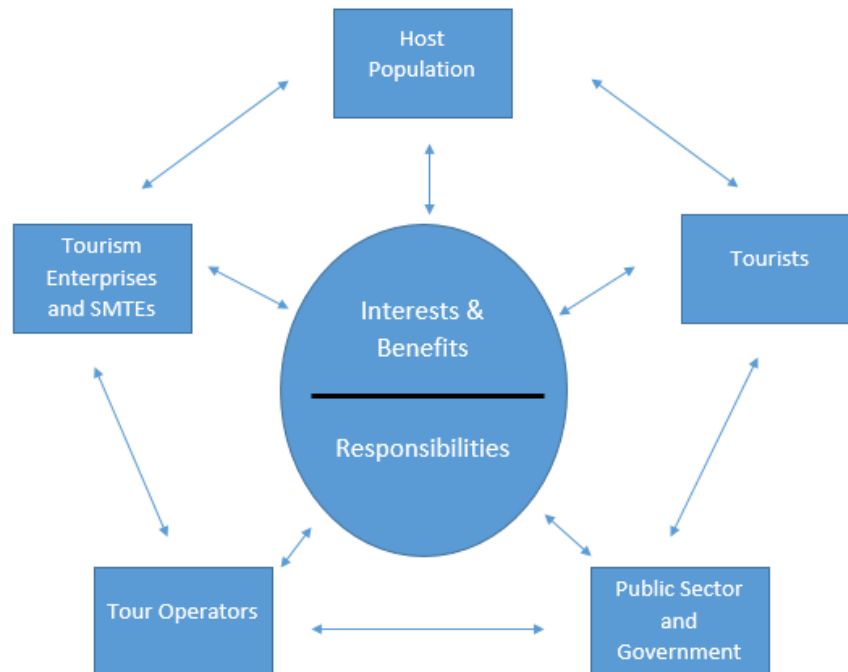 Host
Population
Tourism
Enterprises
and SMTEs
Tourists
Interests &
Benefits
Responsibilities
Tour Operators
Public Sector
and
Government